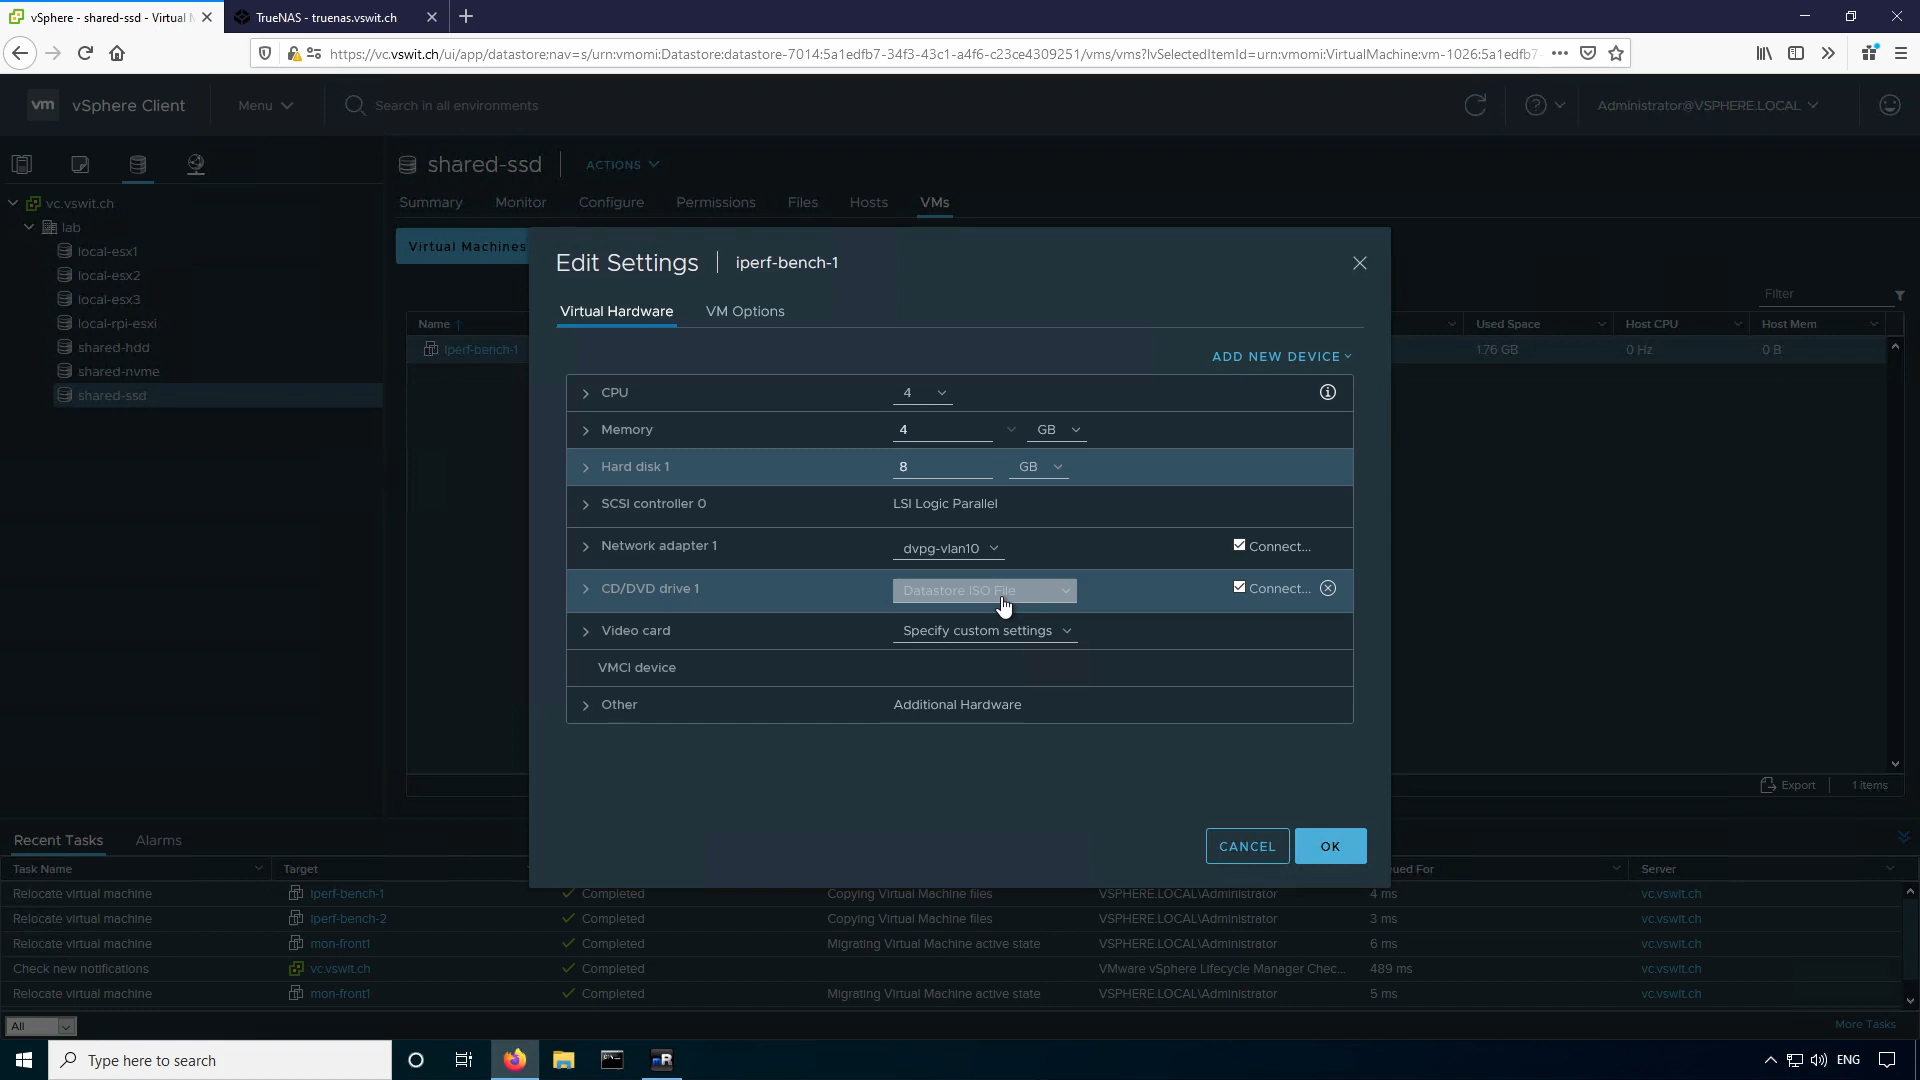 vSphere - shared-ssd - Virtual M
TrueNAS - truenas.vswit.ch
https://vc.vswit.ch/ui/app/datastore;nav=s/urn:vmomi:Datastore:datastore-7014:5a1edfb7-34f3-43c1-a4f6-c23ce4309251/vms/vms?lvSelectedItemId=urn:vmomi:VirtualMachine:vm-1026:5a1edfb7-
vm vSphere Client Menu Search in all environments Administrator@VSPHERE.LOCAL
shared-ssd ACTIONS
Summary Monitor Configure Permissions Files Hosts VMs
vc.vswit.ch
lab
local-esx1
local-esx2
local-esx3
local-rpi-esxi
shared-hdd
shared-nvme
shared-ssd
Virtual Machines
Filter
Name Used Space Host CPU Host Mem
iperf-bench-1 1.76 GB 0 Hz 0 B
Edit Settings iperf-bench-1
Virtual Hardware VM Options
ADD NEW DEVICE
CPU 4
Memory 4 GB
Hard disk 1 8 GB
SCSI controller 0 LSI Logic Parallel
Network adapter 1 dvpg-vlan10 Connect...
CD/DVD drive 1 Datastore ISO File Connect...
Video card Specify custom settings
VMCI device
Other Additional Hardware
Export 1 items
CANCEL OK
Recent Tasks Alarms
Task Name Target ued For Server
Relocate virtual machine iperf-bench-1 Completed Copying Virtual Machine files VSPHERE.LOCAL\Administrator 4 ms vc.vswit.ch
Relocate virtual machine iperf-bench-2 Completed Copying Virtual Machine files VSPHERE.LOCAL\Administrator 3 ms vc.vswit.ch
Relocate virtual machine mon-front1 Completed Migrating Virtual Machine active state VSPHERE.LOCAL\Administrator 6 ms vc.vswit.ch
Check new notifications vc.vswit.ch Completed VMware vSphere Lifecycle Manager Chec... 489 ms vc.vswit.ch
Relocate virtual machine mon-front1 Completed Migrating Virtual Machine active state VSPHERE.LOCAL\Administrator 5 ms vc.vswit.ch
All More Tasks
Type here to search ENG